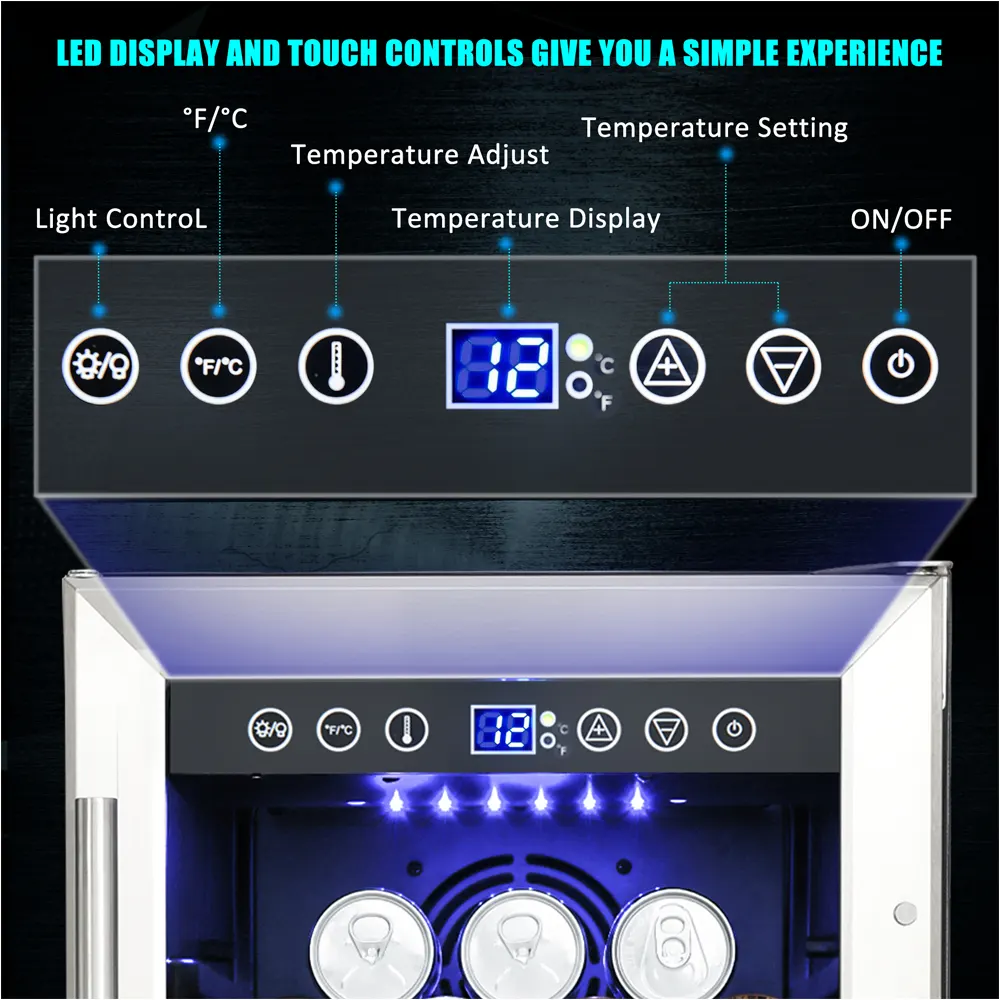 LED DISPLAY AND TOUCH CONTROLS GIVE YOU A SIMPLE EXPERIENCE
°F/°C
Temperature Setting
Temperature Adjust
Light ControL
Temperature Display
ON/OFF
°F/°C
12
°C
°F
°F/°C
12
°C
°F